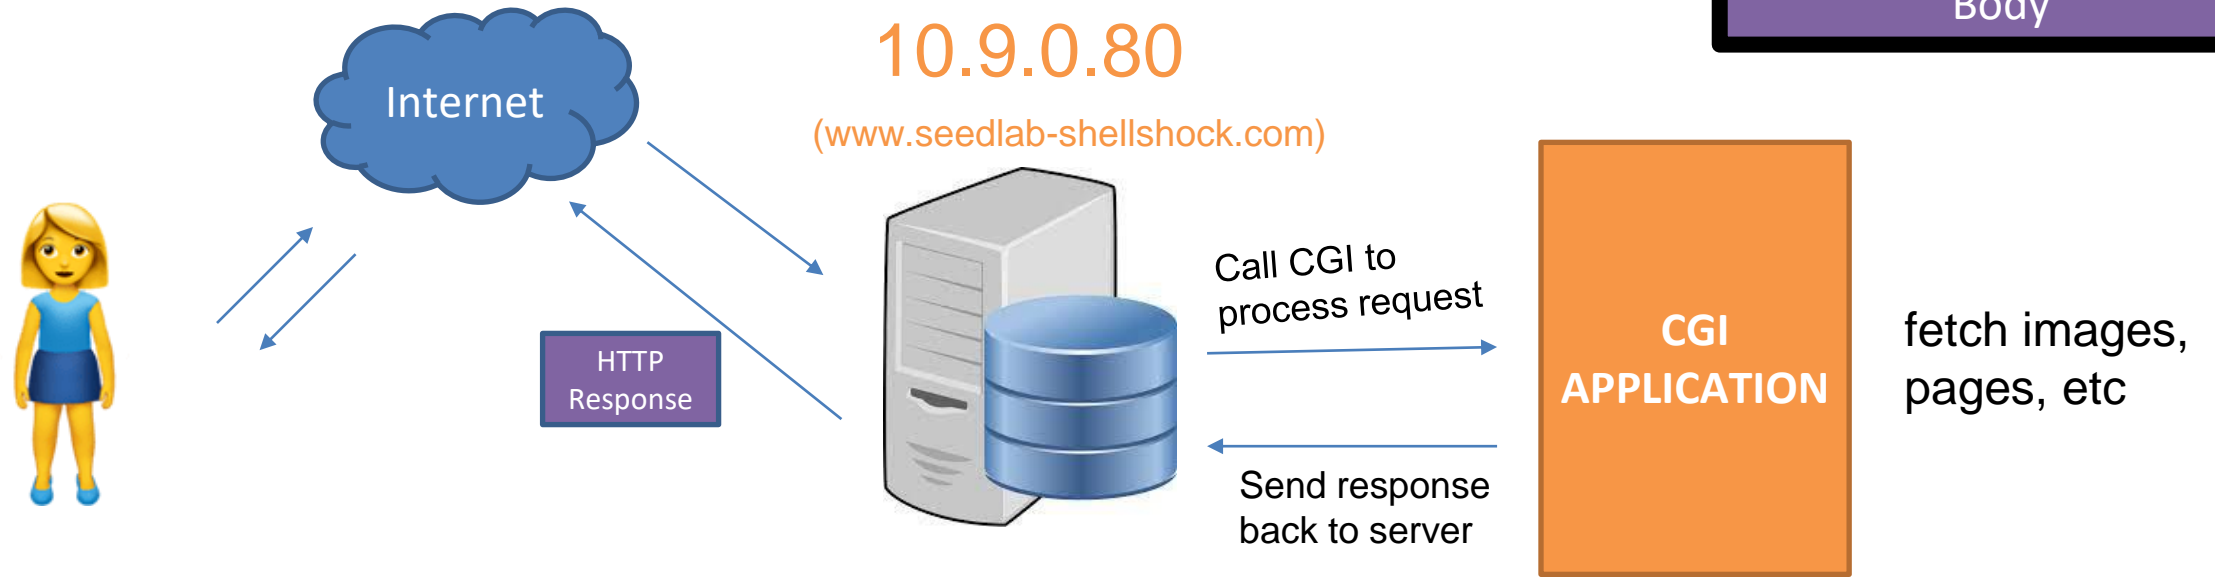 Body
10.9.0.80
(www.seedlab-shellshock.com)
Internet
HTTP
Response
Call CGI to
process request
Send response
back to server
CGI
APPLICATION
fetch images,
pages, etc